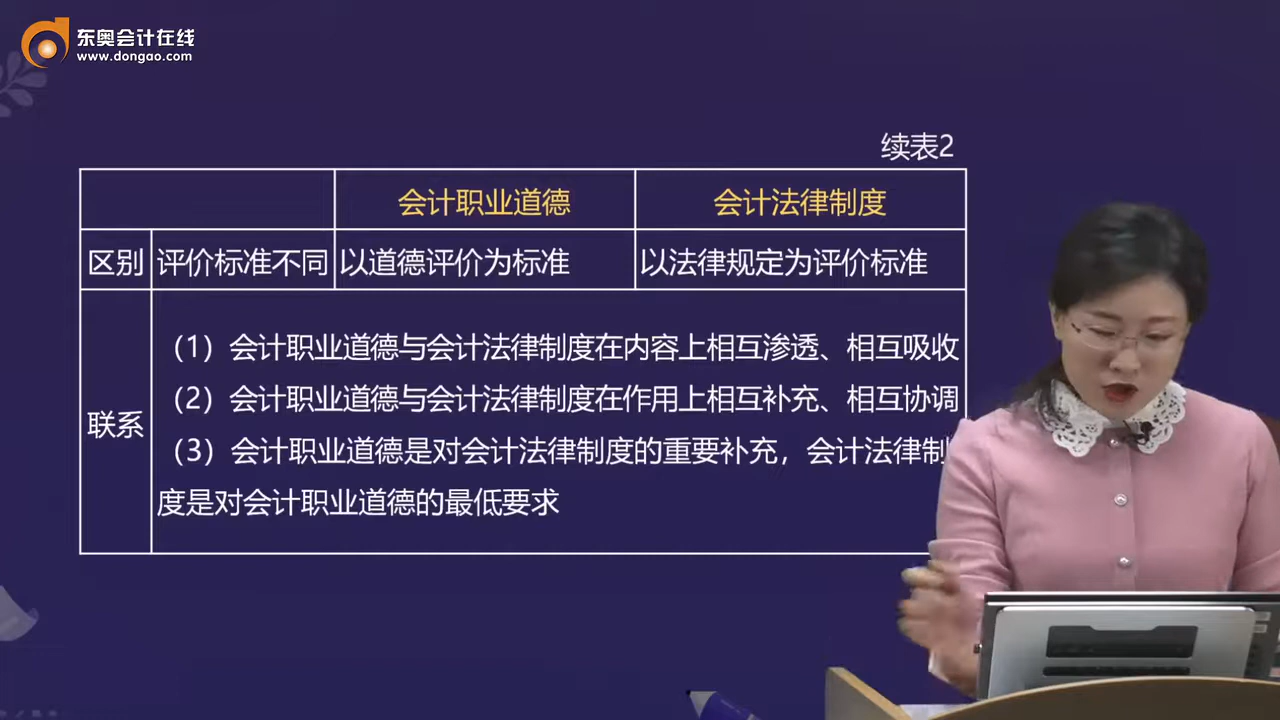 东奥会计在线
www.dongao.com
续表2
会计职业道德 会计法律制度
区别 评价标准不同 以道德评价为标准 以法律规定为评价标准
联系
（1）会计职业道德与会计法律制度在内容上相互渗透、相互吸收
（2）会计职业道德与会计法律制度在作用上相互补充、相互协调
（3）会计职业道德是对会计法律制度的重要补充，会计法律制
度是对会计职业道德的最低要求